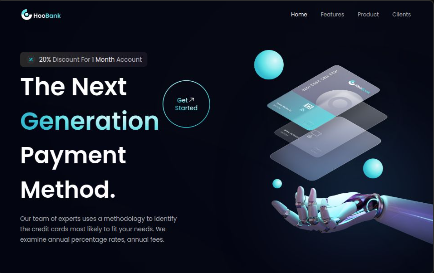 HooBank
Home Features Product Clients
20% Discount For 1 Month Account
The Next
Generation
Payment
Method.
Get
Started
Our team of experts uses a methodology to identify
the credit cards most likely to fit your needs. We
examine annual percentage rates, annual fees.